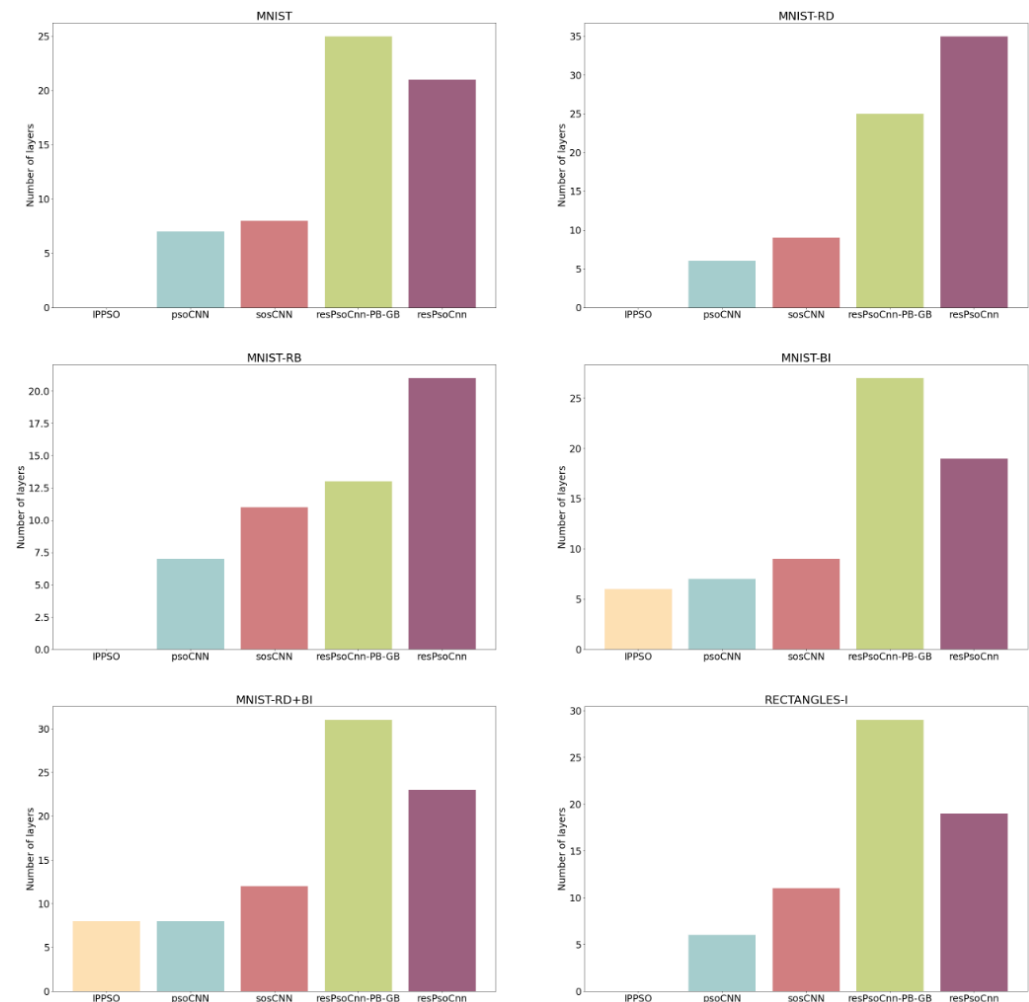 MNIST
Number of layers
25
20
15
10
5
0
IPPSO psoCNN sosCNN resPsoCnn-PB-GB resPsoCnn
MNIST-RD
Number of layers
35
30
25
20
15
10
5
0
IPPSO psoCNN sosCNN resPsoCnn-PB-GB resPsoCnn
MNIST-RB
Number of layers
20.0
17.5
15.0
12.5
10.0
7.5
5.0
2.5
0.0
IPPSO psoCNN sosCNN resPsoCnn-PB-GB resPsoCnn
MNIST-BI
Number of layers
25
20
15
10
5
0
IPPSO psoCNN sosCNN resPsoCnn-PB-GB resPsoCnn
MNIST-RD+BI
Number of layers
30
25
20
15
10
5
0
IPPSO psoCNN sosCNN resPsoCnn-PB-GB resPsoCnn
RECTANGLES-I
Number of layers
30
25
20
15
10
5
0
IPPSO psoCNN sosCNN resPsoCnn-PB-GB resPsoCnn